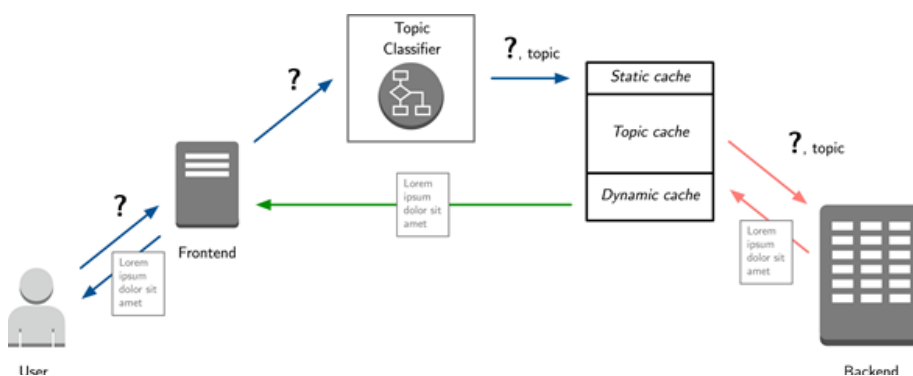 Topic
Classifier
?
?, topic
Static cache
Topic cache
Dynamic cache
?, topic
Lorem
ipsum
dolor sit
amet
?
Frontend
Lorem
ipsum
dolor sit
amet
Lorem
ipsum
dolor sit
amet
User
Backend